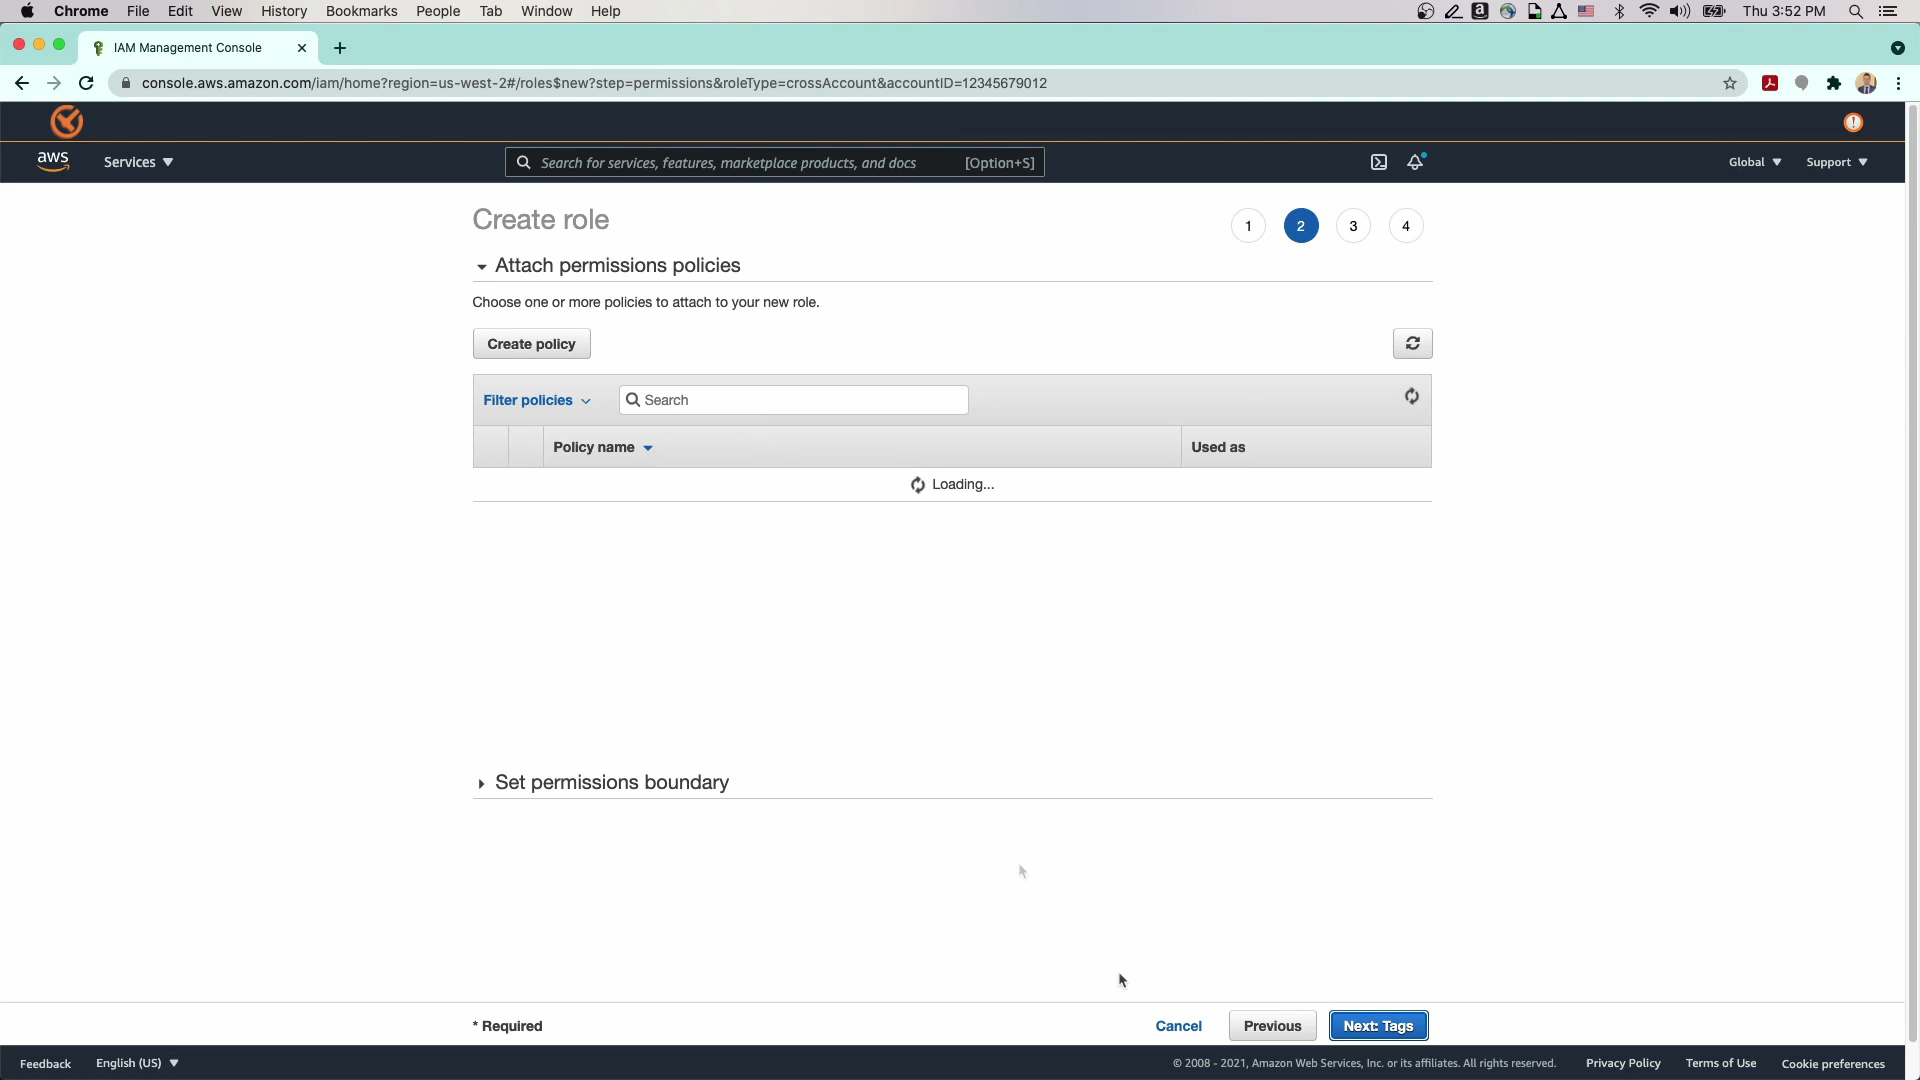 Chrome File Edit View History Bookmarks People Tab Window Help Thu 3:52 PM
IAM Management Console
console.aws.amazon.com/iam/home?region=us-west-2#/roles$new?step=permissions&roleType=crossAccount&accountID=12345679012
aws Services Search for services, features, marketplace products, and docs [Option+S] Global Support
Create role 1 2 3 4
Attach permissions policies
Choose one or more policies to attach to your new role.
Create policy
Filter policies Search
Policy name Used as
Loading...
Set permissions boundary
* Required Cancel Previous Next: Tags
Feedback English (US) © 2008 - 2021, Amazon Web Services, Inc. or its affiliates. All rights reserved. Privacy Policy Terms of Use Cookie preferences